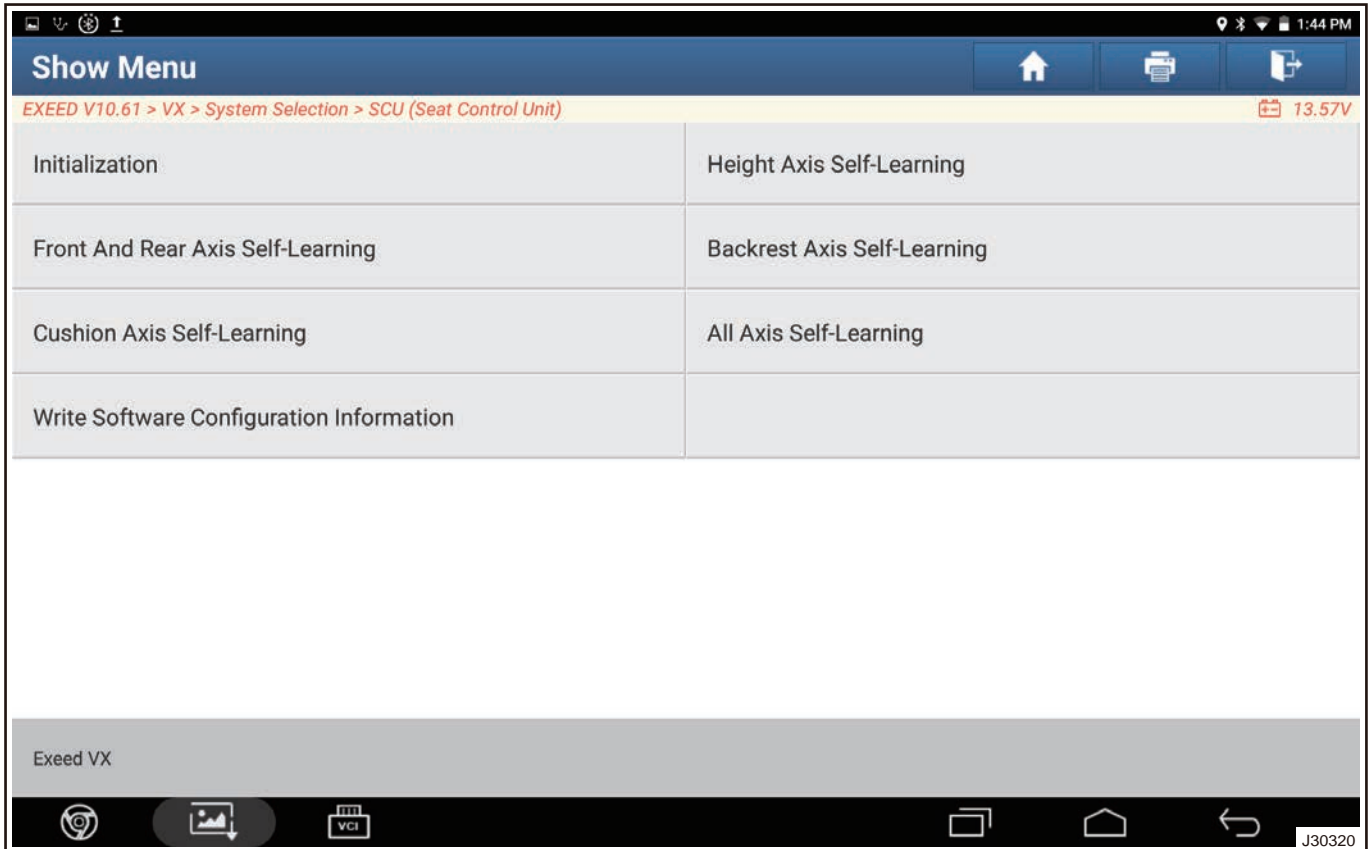 1:44 PM
Show Menu
EXEED V10.61 > VX > System Selection > SCU (Seat Control Unit)
13.57V
Initialization
Height Axis Self-Learning
Front And Rear Axis Self-Learning
Backrest Axis Self-Learning
Cushion Axis Self-Learning
All Axis Self-Learning
Write Software Configuration Information
Exeed VX
VCI
J30320